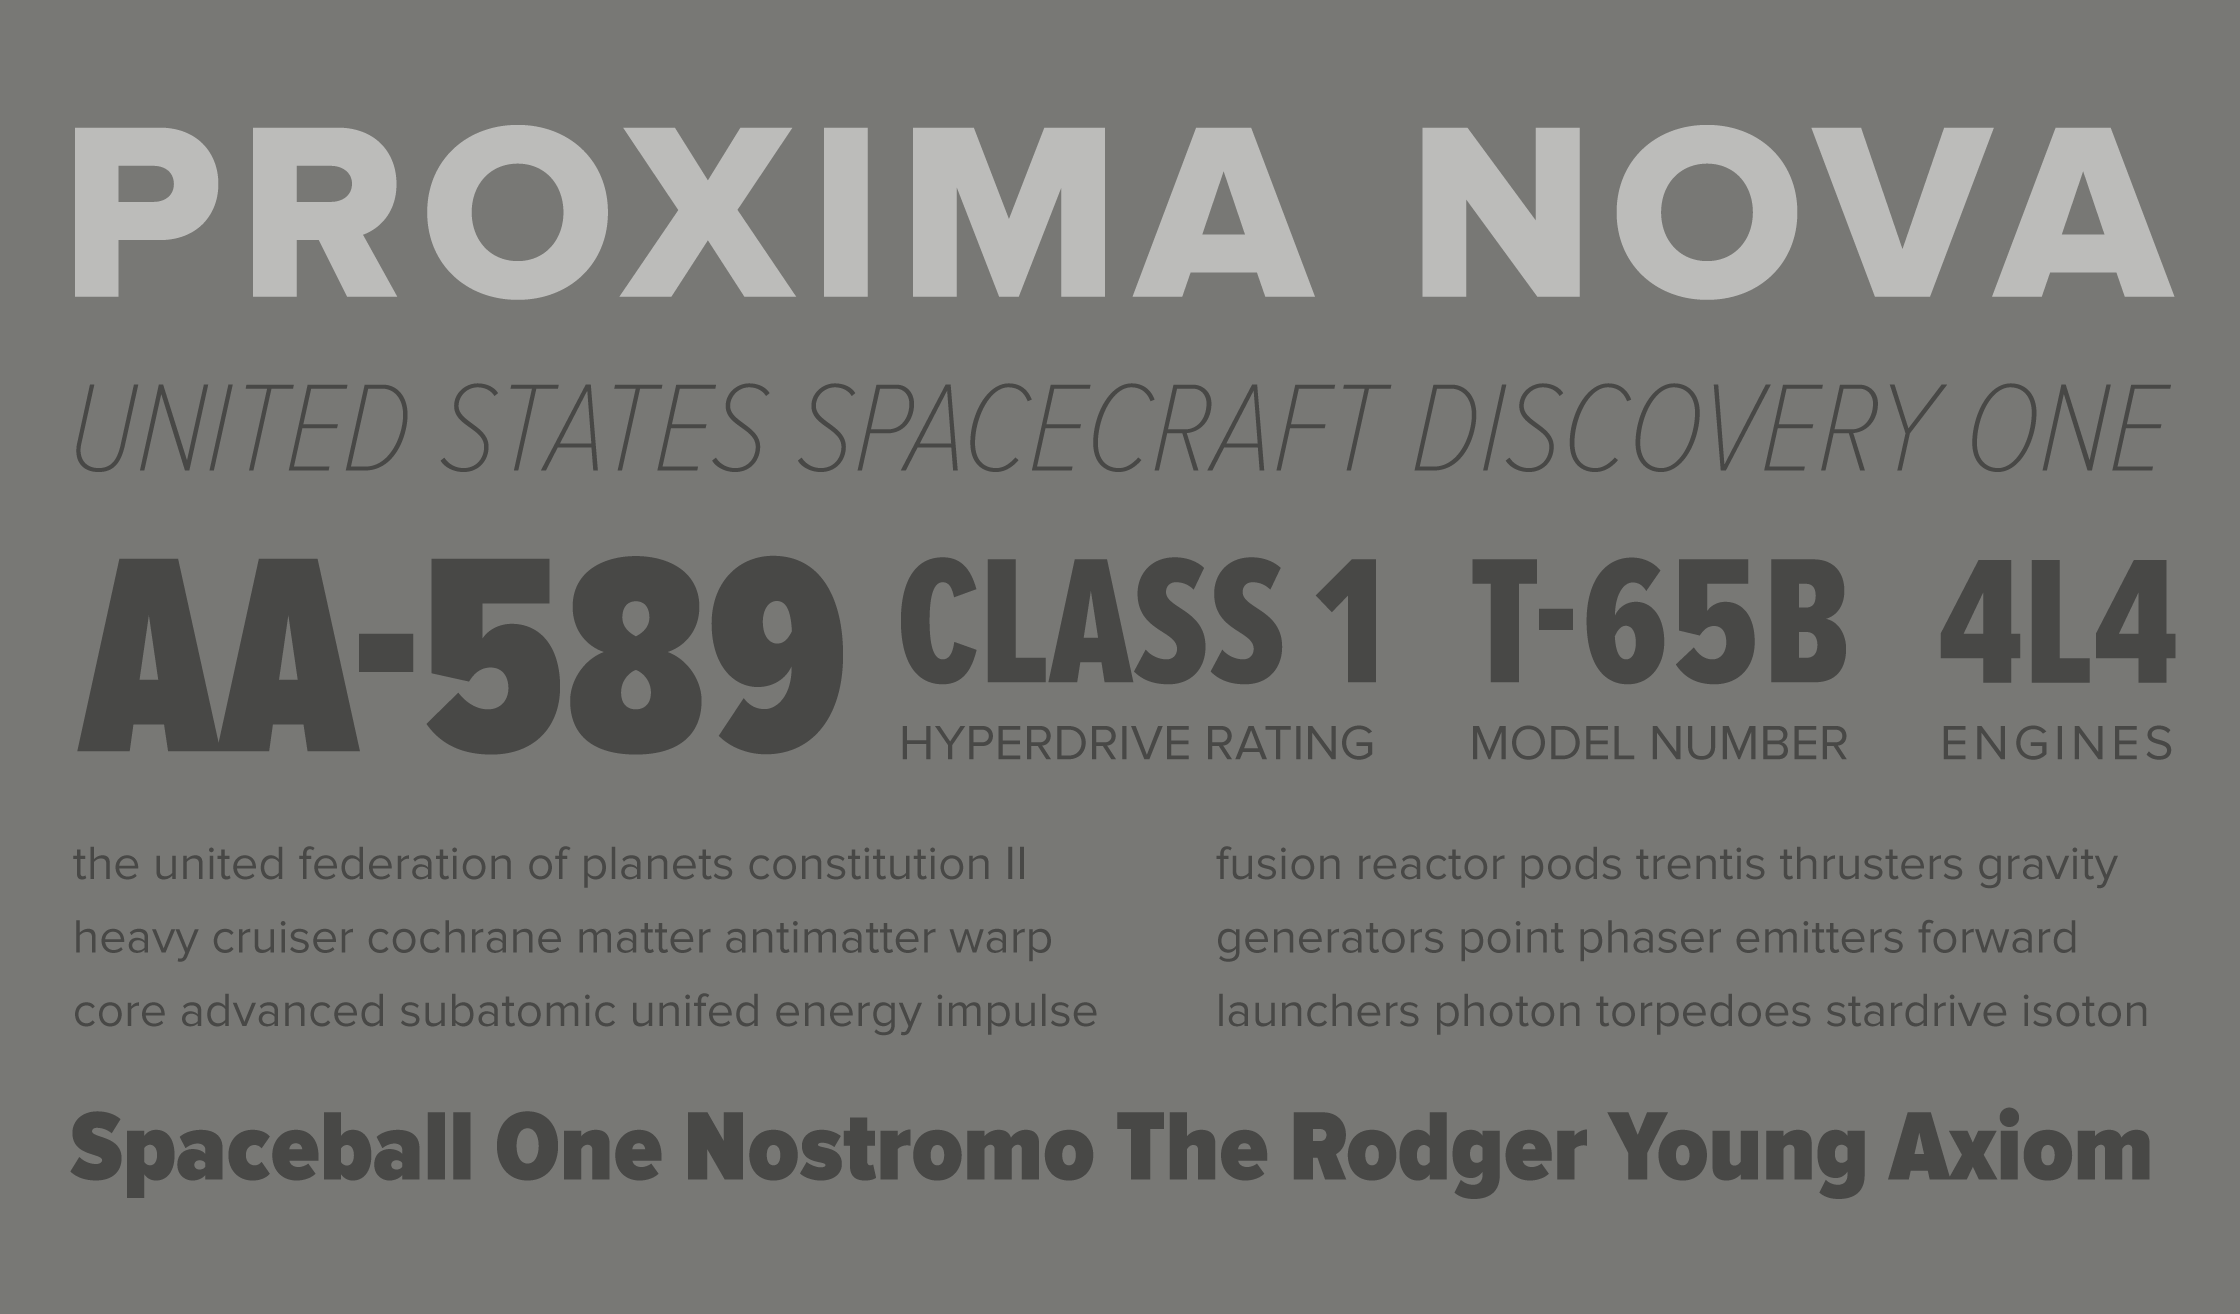 PROXIMA NOVA
UNITED STATES SPACECRAFT DISCOVERY ONE
AA-589
CLASS 1
HYPERDRIVE RATING
T-65B
MODEL NUMBER
4L4
ENGINES
the united federation of planets constitution II
heavy cruiser cochrane matter antimatter warp
core advanced subatomic unifed energy impulse
fusion reactor pods trentis thrusters gravity
generators point phaser emitters forward
launchers photon torpedoes stardrive isoton
Spaceball One Nostromo The Rodger Young Axiom